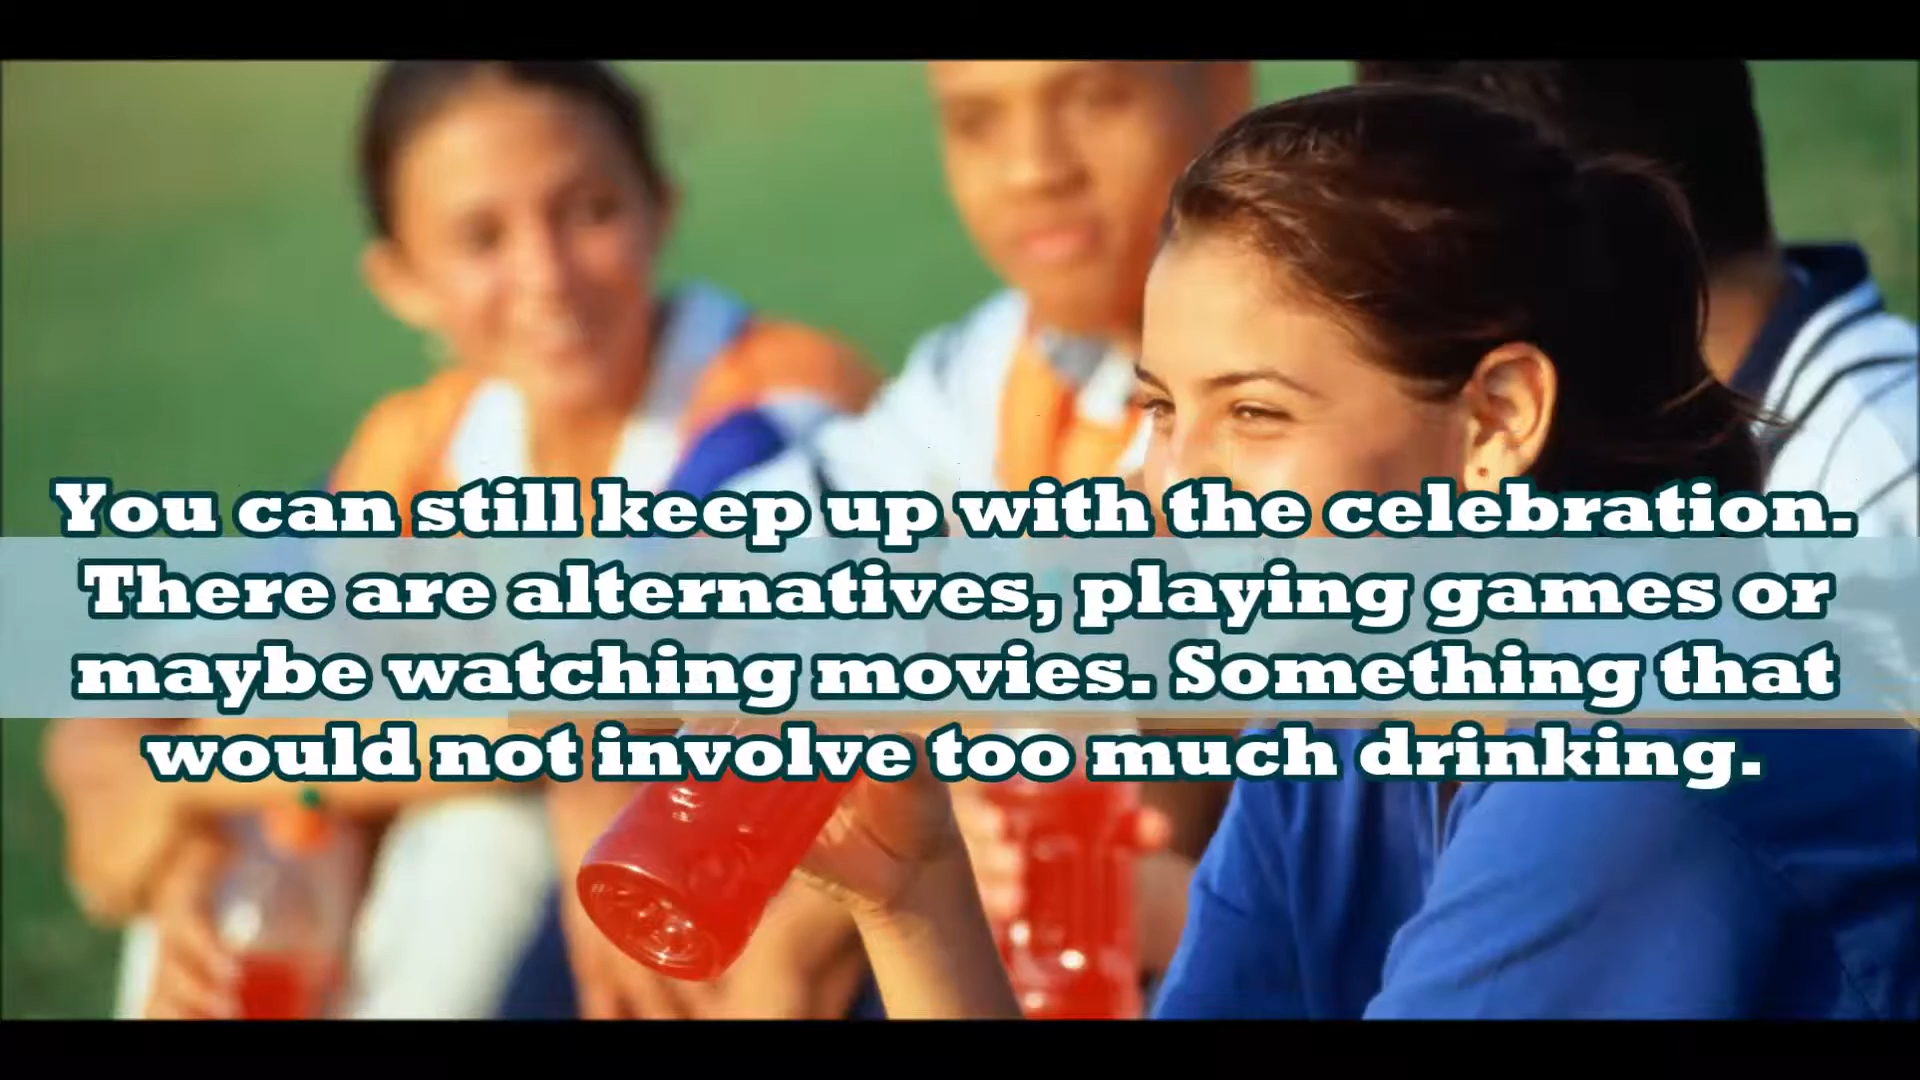 You can still keep up with the celebration.
There are alternatives, playing games or
maybe watching movies. Something that
would not involve too much drinking.